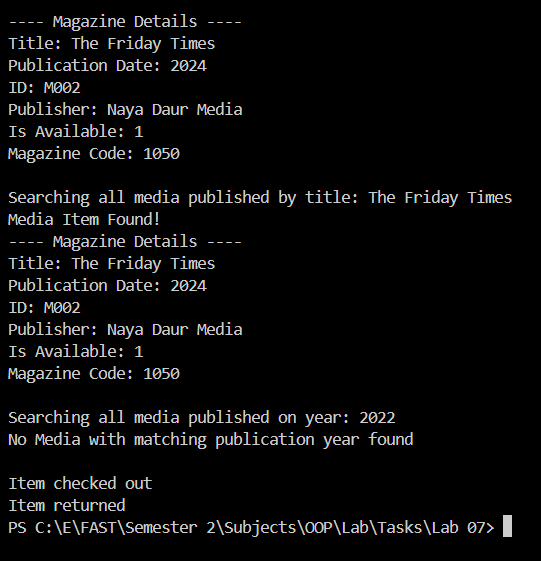 ---- Magazine Details ----
Title: The Friday Times
Publication Date: 2024
ID: M002
Publisher: Naya Daur Media
Is Available: 1
Magazine Code: 1050
Searching all media published by title: The Friday Times
Media Item Found!
---- Magazine Details ----
Title: The Friday Times
Publication Date: 2024
ID: M002
Publisher: Naya Daur Media
Is Available: 1
Magazine Code: 1050
Searching all media published on year: 2022
No Media with matching publication year found
Item checked out
Item returned
PS C:\E\FAST\Semester 2\Subjects\OOP\Lab\Tasks\Lab 07>